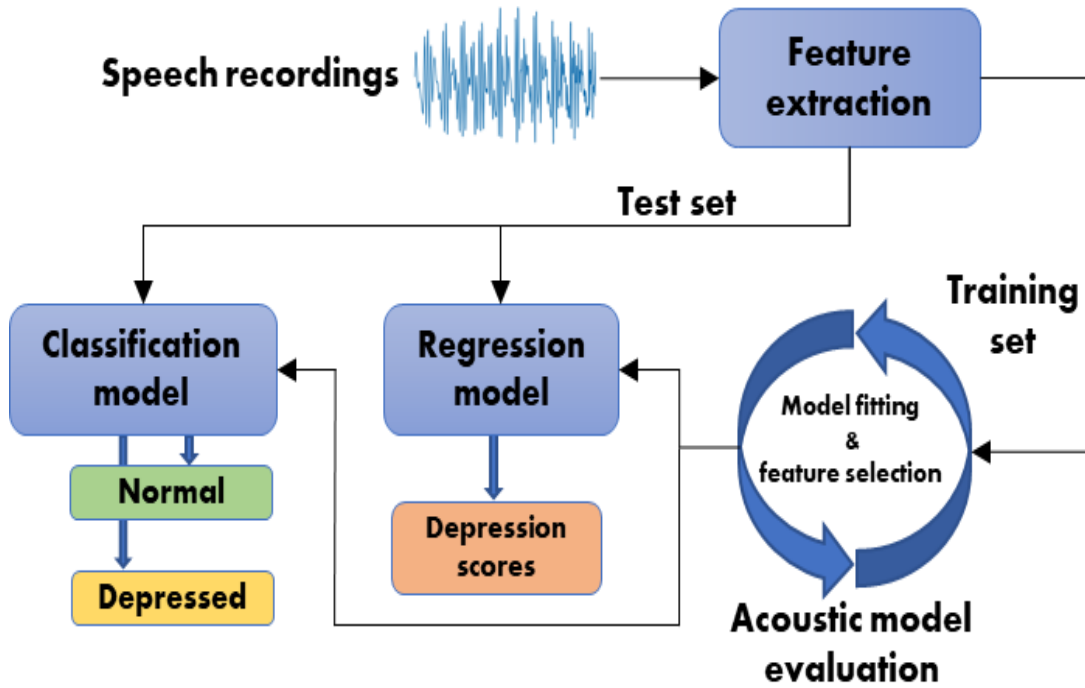 Speech recordings
Feature
extraction
Test set
Training
set
Classification
model
Regression
model
Model fitting
&
feature selection
Normal
Depressed
Depression
scores
Acoustic model
evaluation